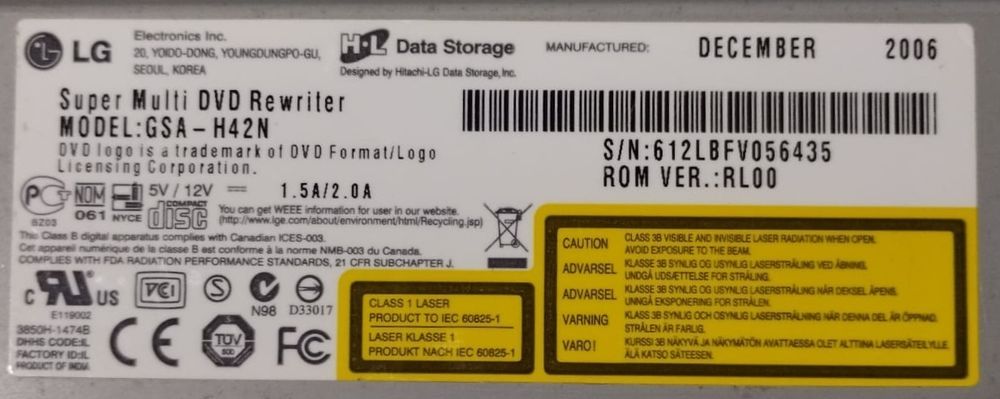 LG
Electronics Inc.
20, YOIDO-DONG, YOUNGDUNGPO-GU,
SEOUL, KOREA
H·L Data Storage
Designed by Hitachi-LG Data Storage, Inc.
MANUFACTURED: DECEMBER 2006
Super Multi DVD Rewriter
MODEL:GSA-H42N
DVD logo is a trademark of DVD Format/Logo
Licensing Corporation.
S/N:612LBFV056435
ROM VER.:RL00
PC
BZ03
NOM
061
NYCE
5V / 12V ⎓ 1.5A/2.0A
COMPACT
disc
You can get WEEE information for user in our website.
(http://www.lge.com/about/environment/html/Recycling.jsp)
This Class B digital apparatus complies with Canadian ICES-003.
Cet appareil numérique de la classe B est conforme à la norme NMB-003 du Canada.
COMPLIES WITH FDA RADIATION PERFORMANCE STANDARDS, 21 CFR SUBCHAPTER J.
c RU US
E119002
VCI
S
N98
D33017
3850H-1474B
DHHS CODE:IL
FACTORY ID:IL
PRODUCT OF INDIA
CE
TÜV
FC
CLASS 1 LASER
PRODUCT TO IEC 60825-1
LASER KLASSE 1
PRODUKT NACH IEC 60825-1
CAUTION CLASS 3B VISIBLE AND INVISIBLE LASER RADIATION WHEN OPEN.
AVOID EXPOSURE TO THE BEAM.
ADVARSEL KLASSE 3B SYNLIG OG USYNLIG LASERSTRÅLING VED ÅBNING.
UNDGÅ UDSÆTTELSE FOR STRÅLING.
ADVARSEL KLASSE 3B SYNLIG OG USYNLIG LASERSTRÅLING NÅR DEKSEL ÅPENS.
UNNGÅ EKSPONERING FOR STRÅLEN.
VARNING KLASS 3B SYNLIG OCH OSYNLIG LASERSTRÅLNING NÄR DENNA DEL ÄR ÖPPNAD.
STRÅLEN ÄR FARLIG.
VARO! KURSSI 3B NÄKYVÄ JA NÄKYMÄTÖN AVATTAESSA OLET ALTTIINA LASERSÄTEILYLLE.
ÄLÄ KATSO SÄTEESEEN.